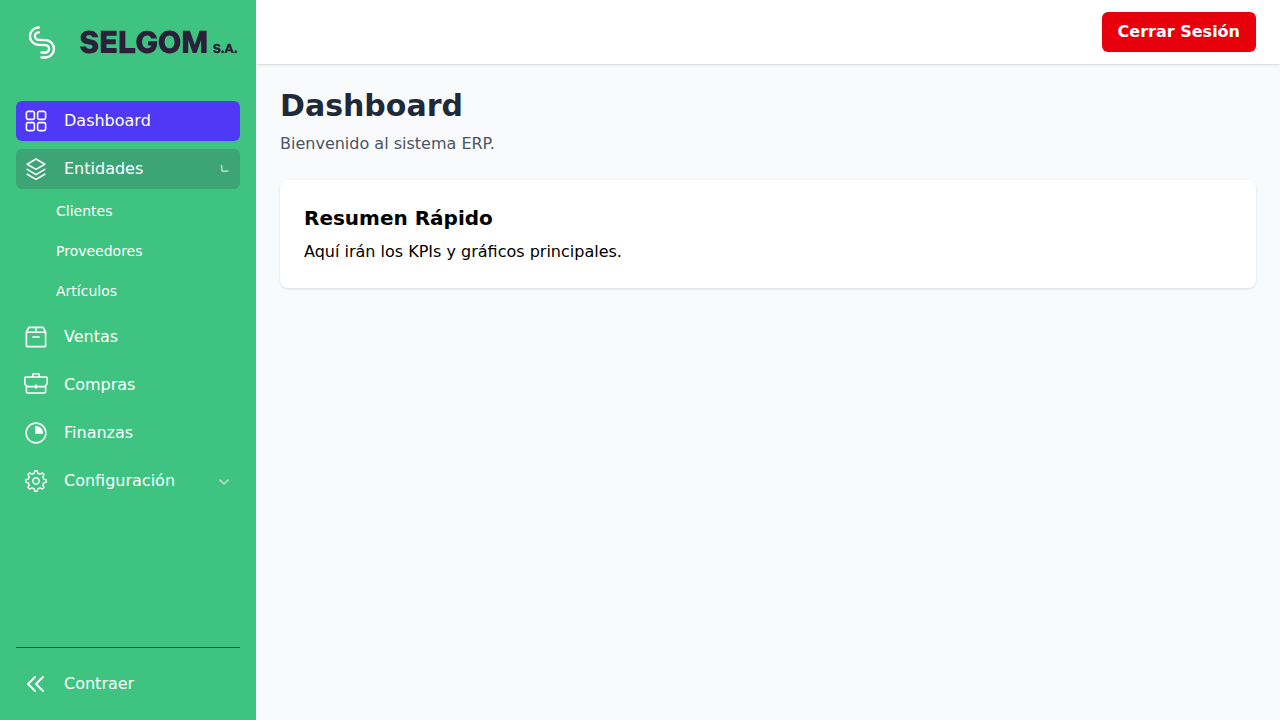 SELGOM S.A.
Cerrar Sesión
Dashboard
Entidades
Clientes
Proveedores
Artículos
Ventas
Compras
Finanzas
Configuración
Contraer
Dashboard
Bienvenido al sistema ERP.
Resumen Rápido
Aquí irán los KPIs y gráficos principales.